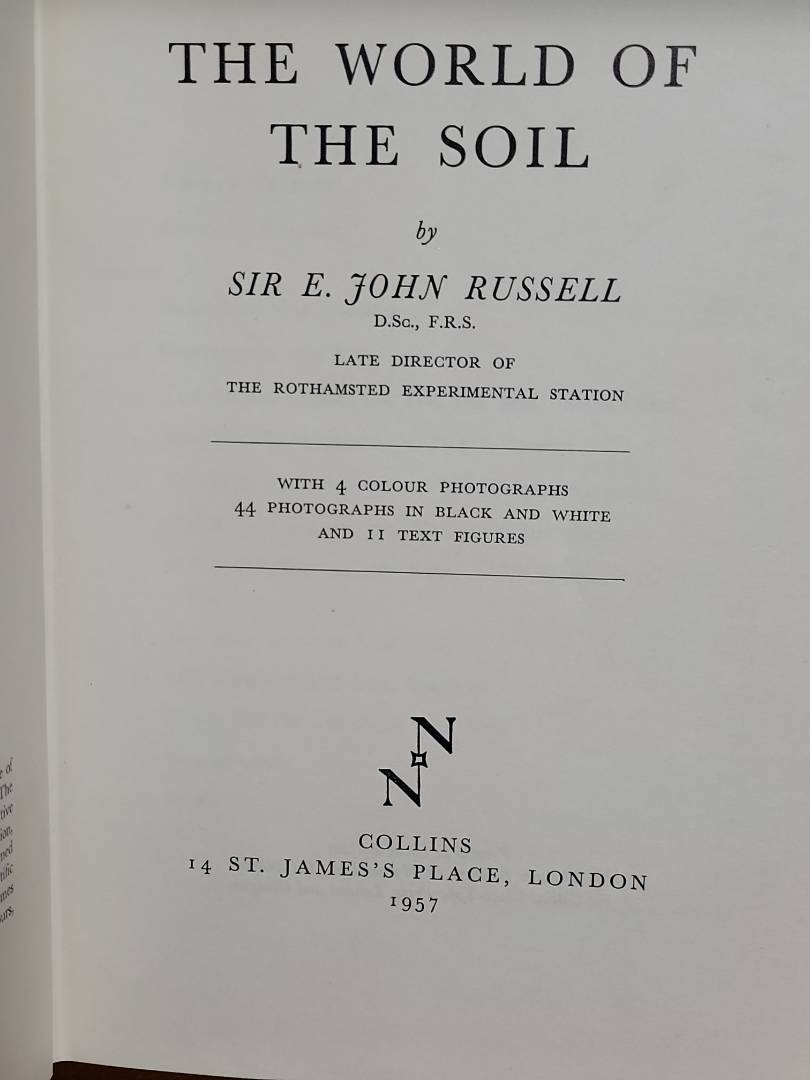 THE WORLD OF
THE SOIL
by
SIR E. JOHN RUSSELL
D.Sc., F.R.S.
LATE DIRECTOR OF
THE ROTHAMSTED EXPERIMENTAL STATION
WITH 4 COLOUR PHOTOGRAPHS
44 PHOTOGRAPHS IN BLACK AND WHITE
AND 11 TEXT FIGURES
N
N
COLLINS
14 ST. JAMES'S PLACE, LONDON
1957
of
The